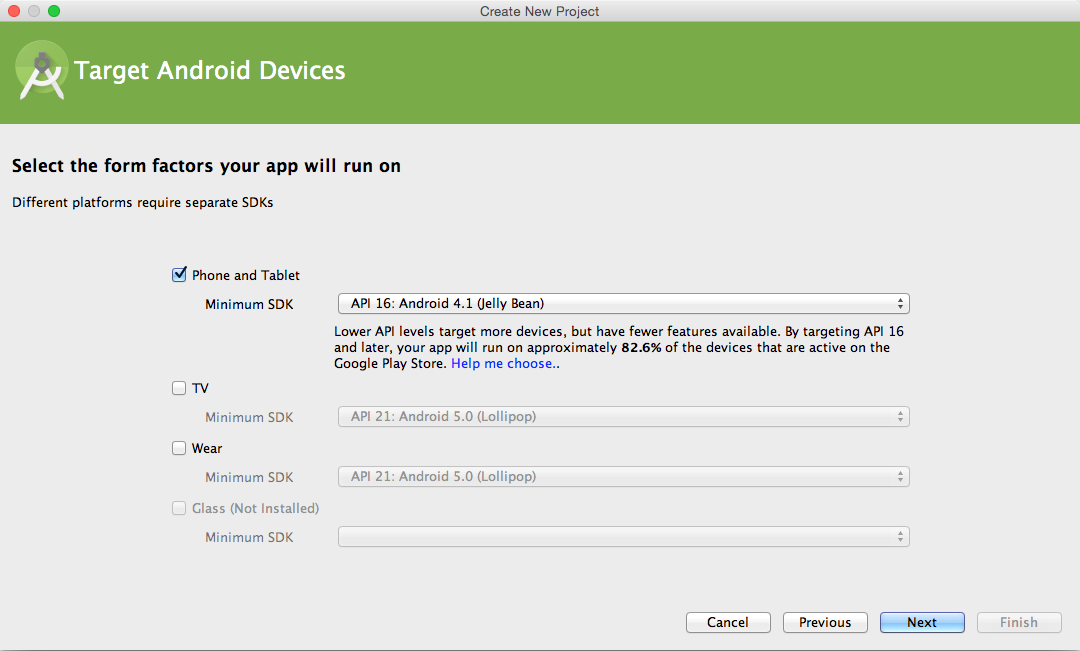 Create New Project
Target Android Devices
Select the form factors your app will run on
Different platforms require separate SDKs
Phone and Tablet
Minimum SDK
API 16: Android 4.1 (Jelly Bean)
Lower API levels target more devices, but have fewer features available. By targeting API 16
and later, your app will run on approximately 82.6% of the devices that are active on the
Google Play Store. Help me choose..
TV
Minimum SDK
API 21: Android 5.0 (Lollipop)
Wear
Minimum SDK
API 21: Android 5.0 (Lollipop)
Glass (Not Installed)
Minimum SDK
Cancel
Previous
Next
Finish